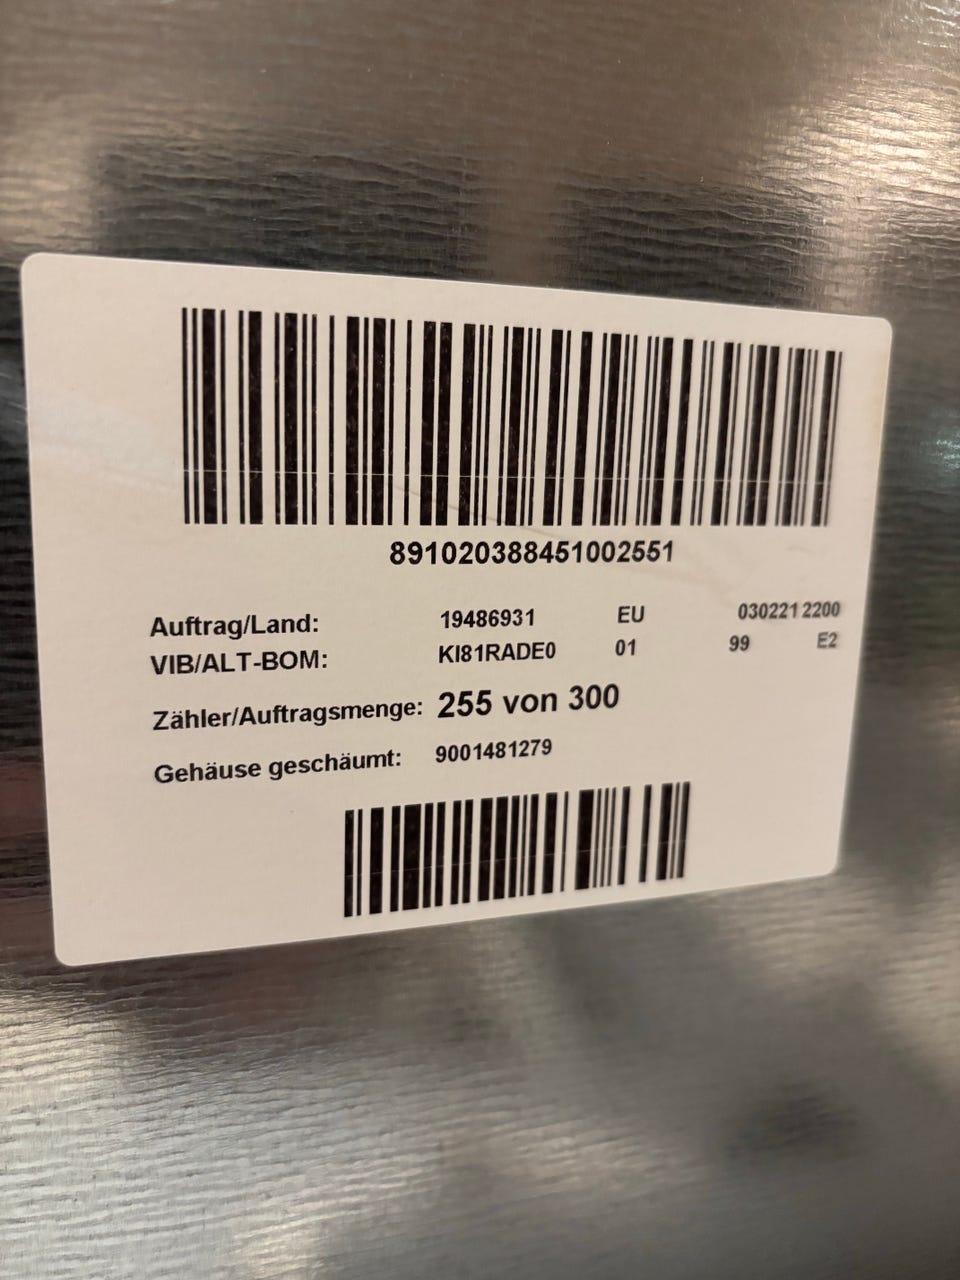 891020388451002551
Auftrag/Land: 19486931 EU 030221 2200
VIB/ALT-BOM: KI81RADE0 01 99 E2
Zähler/Auftragsmenge: 255 von 300
Gehäuse geschäumt: 9001481279